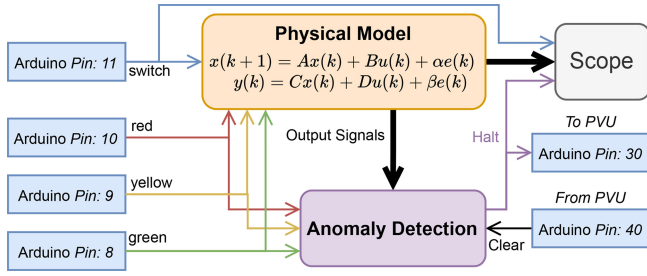 Physical Model
x(k + 1) = Ax(k) + Bu(k) + αe(k)
y(k) = Cx(k) + Du(k) + βe(k)
Arduino Pin: 11
switch
Scope
Arduino Pin: 10
red
Output Signals
Halt
To PVU
Arduino Pin: 30
Arduino Pin: 9
yellow
From PVU
Arduino Pin: 40
Anomaly Detection
Clear
Arduino Pin: 8
green